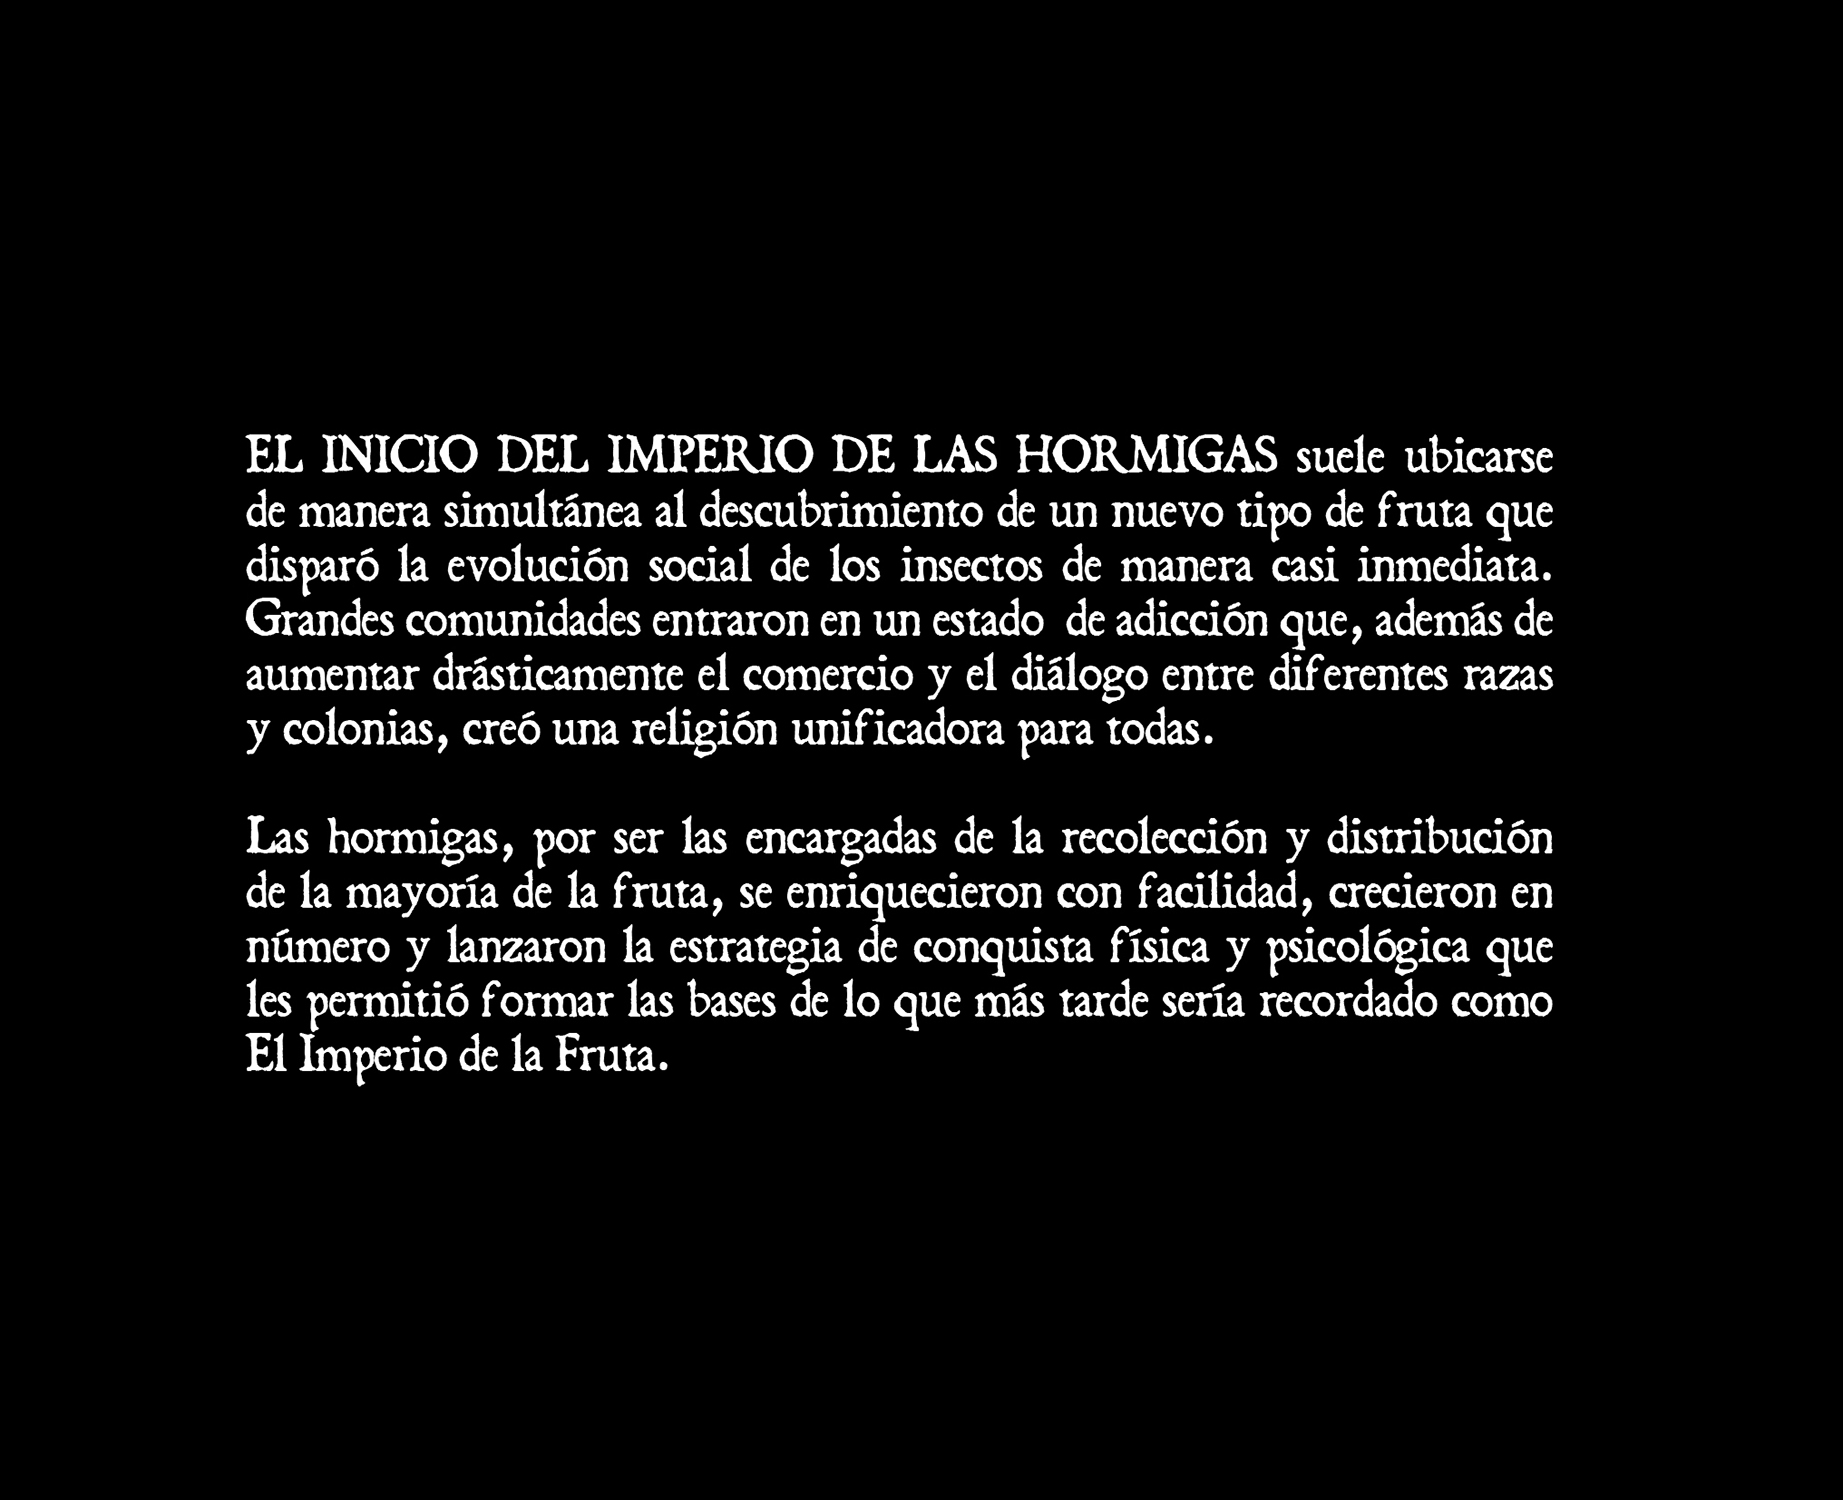 EL INICIO DEL IMPERIO DE LAS HORMIGAS suele ubicarse
de manera simultánea al descubrimiento de un nuevo tipo de fruta que
disparó la evolución social de los insectos de manera casi inmediata.
Grandes comunidades entraron en un estado  de adicción que, además de
aumentar drásticamente el comercio y el diálogo entre diferentes razas
y colonias, creó una religión unificadora para todas.
Las hormigas, por ser las encargadas de la recolección y distribución
de la mayoría de la fruta, se enriquecieron con facilidad, crecieron en
número y lanzaron la estrategia de conquista física y psicológica que
les permitió formar las bases de lo que más tarde sería recordado como
El Imperio de la Fruta.